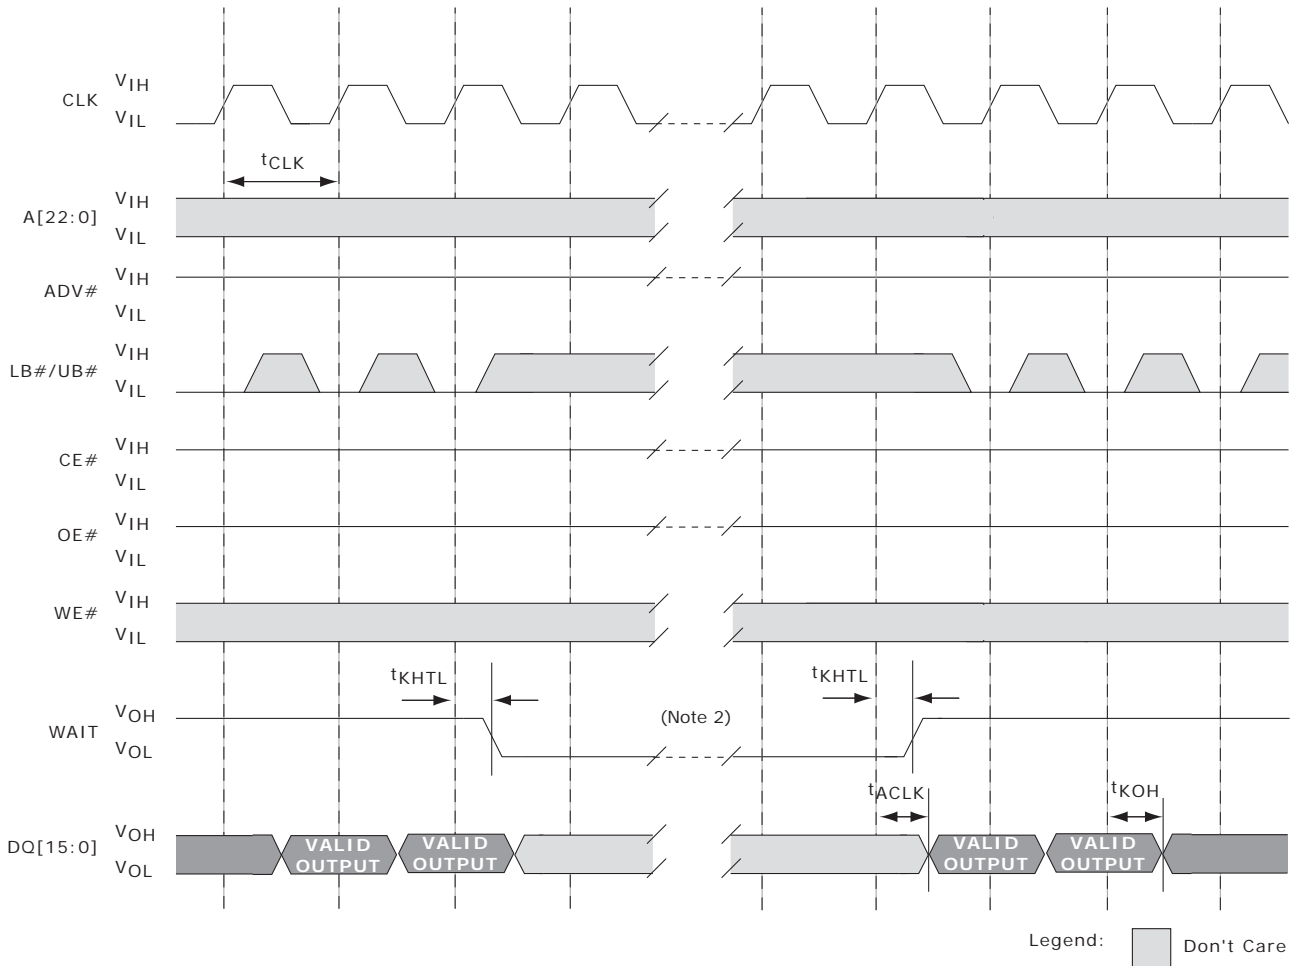 CLK VIH VIL
tCLK
A[22:0] VIH VIL
ADV# VIH VIL
LB#/UB# VIH VIL
CE# VIH VIL
OE# VIH VIL
WE# VIH VIL
tKHTL tKHTL
WAIT VOH VOL
(Note 2)
tACLK tKOH
DQ[15:0] VOH VOL
VALID OUTPUT
VALID OUTPUT
VALID OUTPUT
VALID OUTPUT
Legend: Don't Care